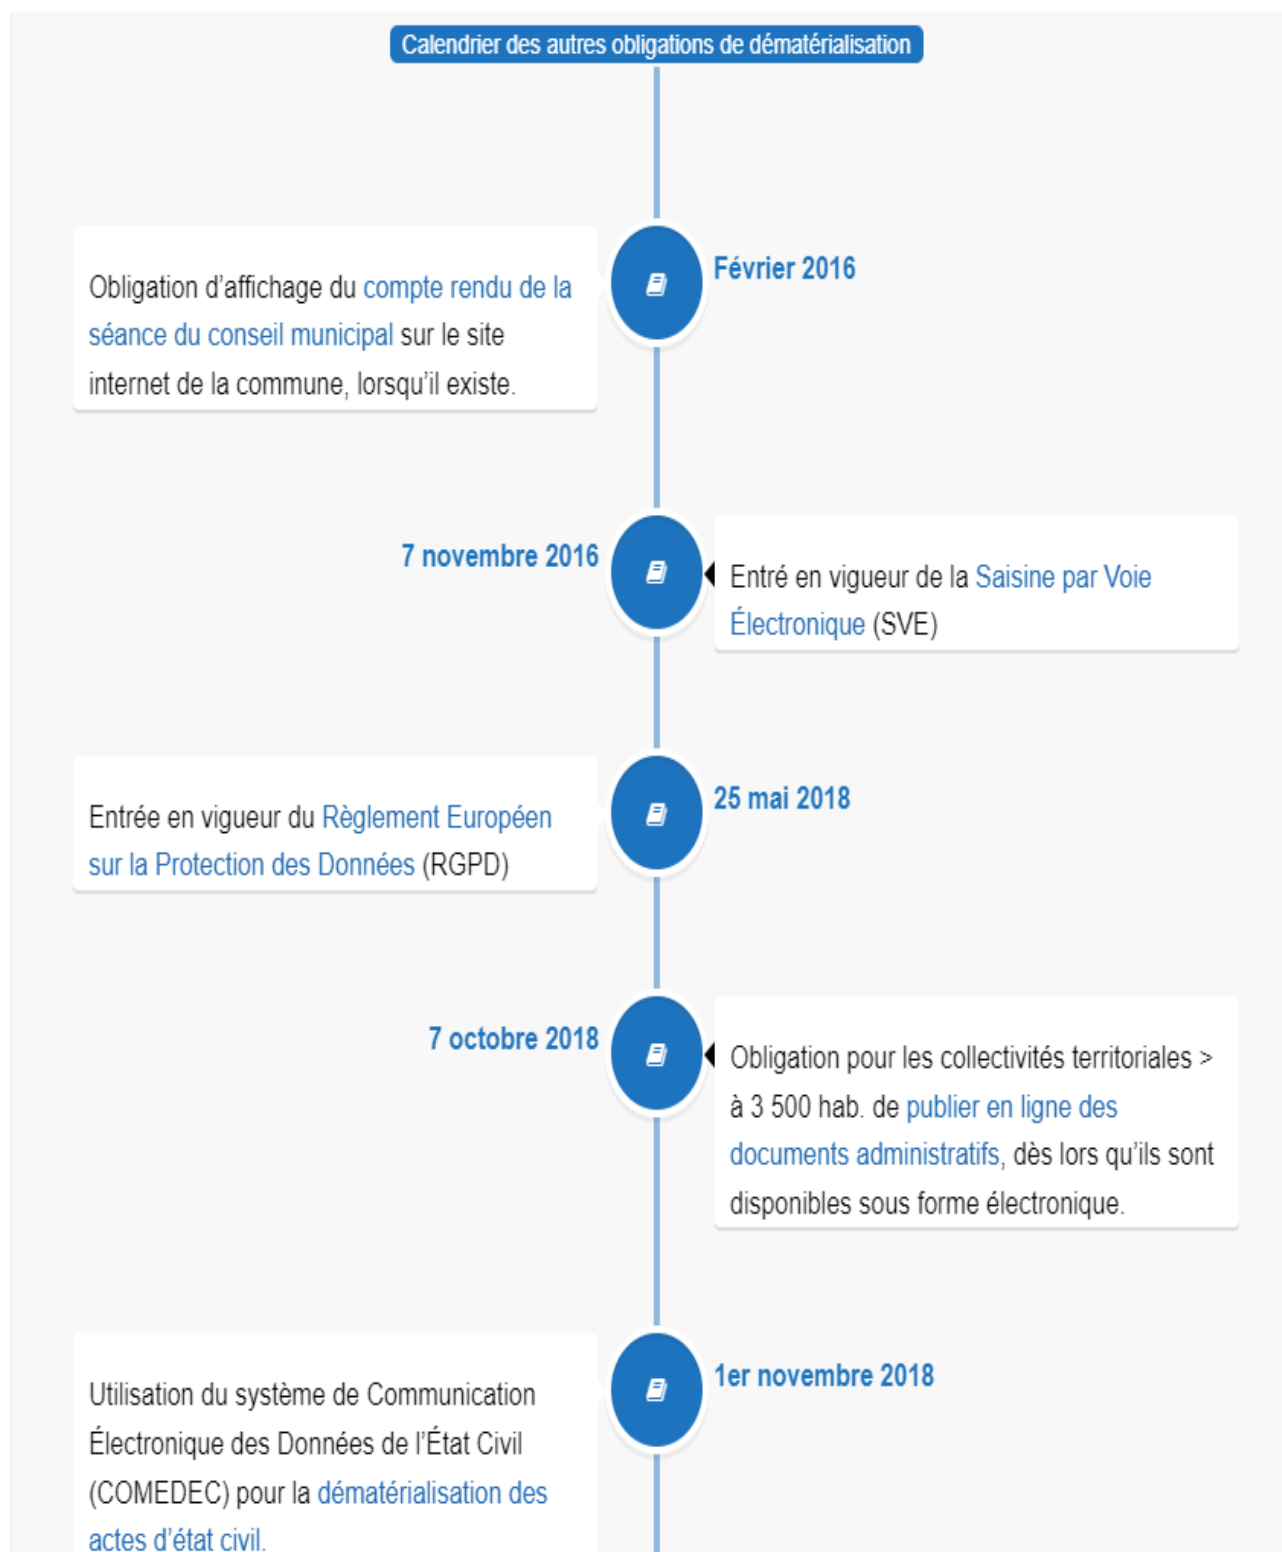 Calendrier des autres obligations de dématérialisation
Février 2016
Obligation d’affichage du compte rendu de la
séance du conseil municipal sur le site
internet de la commune, lorsqu’il existe.
7 novembre 2016
Entré en vigueur de la Saisine par Voie
Électronique (SVE)
25 mai 2018
Entrée en vigueur du Règlement Européen
sur la Protection des Données (RGPD)
7 octobre 2018
Obligation pour les collectivités territoriales >
à 3 500 hab. de publier en ligne des
documents administratifs, dès lors qu’ils sont
disponibles sous forme électronique.
1er novembre 2018
Utilisation du système de Communication
Électronique des Données de l’État Civil
(COMEDEC) pour la dématérialisation des
actes d’état civil.